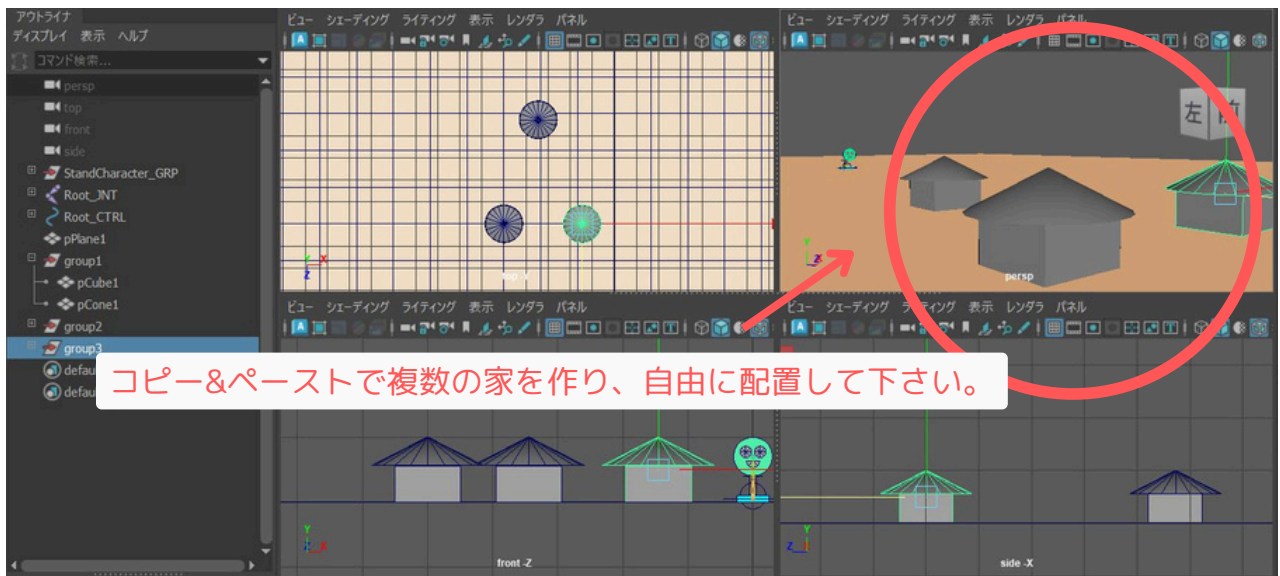 アウトライナ
ディスプレイ 表示 ヘルプ
コマンド検索...
persp
top
front
side
StandCharacter_GRP
Root_JNT
Root_CTRL
pPlane1
group1
pCube1
pCone1
group2
group3
defau
defau
ビュー シェーディング ライティング 表示 レンダラ パネル
top -Y
ビュー シェーディング ライティング 表示 レンダラ パネル
左 前
persp
ビュー シェーディング ライティング 表示 レンダラ パネル
front -Z
ビュー シェーディング ライティング 表示 レンダラ パネル
side -X
コピー&ペーストで複数の家を作り、自由に配置して下さい。